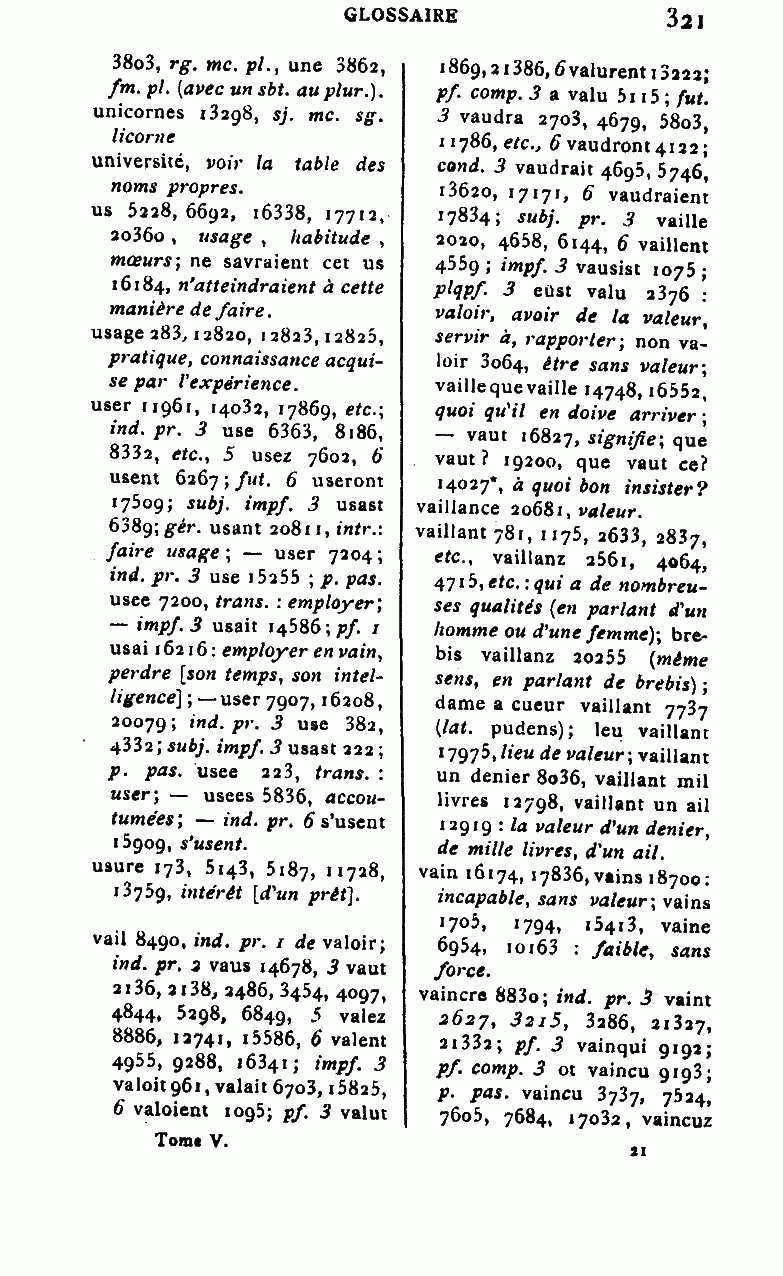 GLOSSAIRE 321
3803, rg. mc. pl., une 3862,
fm. pl. (avec un sbt. au plur.).
unicornes 13298, sj. mc. sg.
licorne
université, voir la table des
noms propres.
us 5228, 6692, 16338, 17712,
20360, usage, habitude,
mœurs; ne savraient cet us
16184, n'atteindraient à cette
manière de faire.
usage 283, 12820, 12823, 12825,
pratique, connaissance acqui-
se par l'expérience.
user 11961, 14032, 17869, etc.;
ind. pr. 3 use 6363, 8186,
8332, etc., 5 usez 7602, 6
usent 6267; fut. 6 useront
17509; subj. impf. 3 usast
6389; gér. usant 20811, intr.:
faire usage; — user 7204;
ind. pr. 3 use 15255 ; p. pas.
usee 7200, trans. : employer;
— impf. 3 usait 14586; pf. 1
usai 16216: employer en vain,
perdre [son temps, son intel-
ligence]; — user 7907, 16208,
20079; ind. pr. 3 use 382,
4332; subj. impf. 3 usast 222;
p. pas. usee 223, trans. :
user; — usees 5836, accou-
tumées; — ind. pr. 6 s'usent
15909, s'usent.
usure 173, 5143, 5187, 11728,
13759, intérêt [d'un prêt].
vail 8490, ind. pr. 1 de valoir;
ind. pr. 2 vaus 14678, 3 vaut
2136, 2138, 2486, 3454, 4097,
4844, 5298, 6849, 5 valez
8886, 12741, 15586, 6 valent
4955, 9288, 16341; impf. 3
valoit 961, valait 6703, 15825,
6 valoient 1095; pf. 3 valut
1869, 21386, 6 valurent 13222;
pf. comp. 3 a valu 5115; fut.
3 vaudra 2703, 4679, 5803,
11786, etc., 6 vaudront 4122;
cond. 3 vaudrait 4695, 5746,
13620, 17171, 6 vaudraient
17834; subj. pr. 3 vaille
2020, 4658, 6144, 6 vaillent
4559; impf. 3 vausist 1075;
plqpf. 3 eüst valu 2376 :
valoir, avoir de la valeur,
servir à, rapporter; non va-
loir 3064, être sans valeur;
vaille que vaille 14748, 16552,
quoi qu'il en doive arriver;
— vaut 16827, signifie; que
vaut ? 19200, que vaut ce?
14027*, à quoi bon insister?
vaillance 20681, valeur.
vaillant 781, 1175, 2633, 2837,
etc., vaillanz 2561, 4064,
4715, etc. : qui a de nombreu-
ses qualités (en parlant d'un
homme ou d'une femme); bre-
bis vaillanz 20255 (même
sens, en parlant de brebis);
dame a cueur vaillant 7737
(lat. pudens); leu vaillant
17975, lieu de valeur; vaillant
un denier 8036, vaillant mil
livres 12798, vaillant un ail
12919 : la valeur d'un denier,
de mille livres, d'un ail.
vain 16174, 17836, vains 18700:
incapable, sans valeur; vains
1705, 1794, 15413, vaine
6954, 10163 : faible, sans
force.
vaincre 8830; ind. pr. 3 vaint
2627, 3215, 3286, 21327,
21332; pf. 3 vainqui 9192;
pf. comp. 3 ot vaincu 9193;
p. pas. vaincu 3737, 7524,
7605, 7684, 17032, vaincuz
Tome V. 21